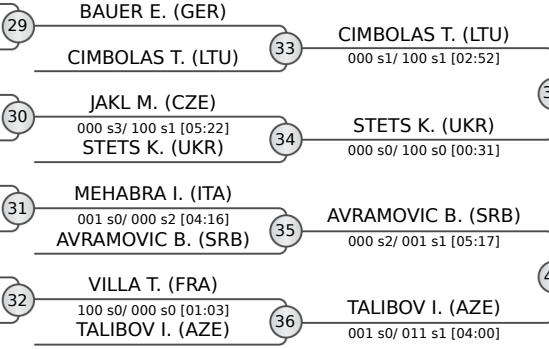 BAUER E. (GER)
29
CIMBOLAS T. (LTU)
33
CIMBOLAS T. (LTU)
000 s1/ 100 s1 [02:52]
JAKL M. (CZE)
30
000 s3/ 100 s1 [05:22]
STETS K. (UKR)
34
STETS K. (UKR)
000 s0/ 100 s0 [00:31]
MEHABRA I. (ITA)
31
001 s0/ 000 s2 [04:16]
AVRAMOVIC B. (SRB)
35
AVRAMOVIC B. (SRB)
000 s2/ 001 s1 [05:17]
VILLA T. (FRA)
32
100 s0/ 000 s0 [01:03]
TALIBOV I. (AZE)
36
TALIBOV I. (AZE)
001 s0/ 011 s1 [04:00]